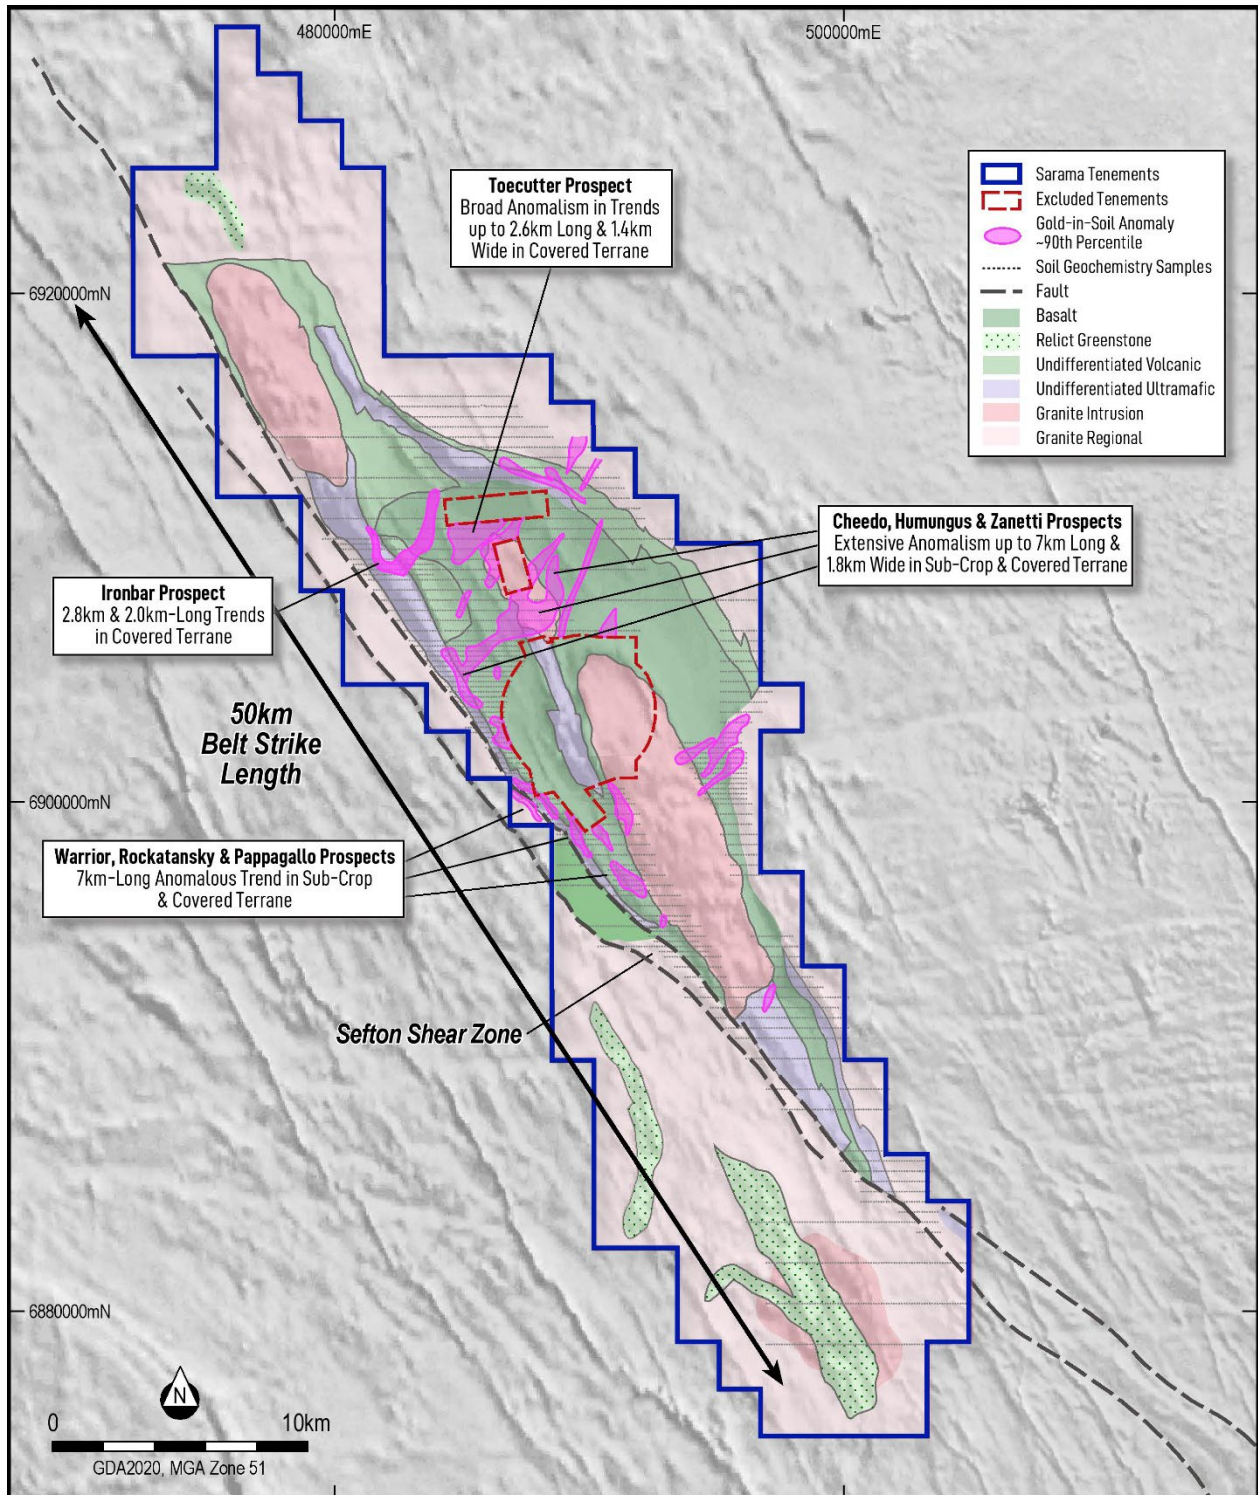 480000mE
500000mE
Toecutter Prospect
Broad Anomalism in Trends
up to 2.6km Long & 1.4km
Wide in Covered Terrane
Sarama Tenements
Excluded Tenements
Gold-in-Soil Anomaly
~90th Percentile
Soil Geochemistry Samples
Fault
Basalt
Relict Greenstone
Undifferentiated Volcanic
Undifferentiated Ultramafic
Granite Intrusion
Granite Regional
6920000mN
Cheedo, Humungus & Zanetti Prospects
Extensive Anomalism up to 7km Long &
1.8km Wide in Sub-Crop & Covered Terrane
Ironbar Prospect
2.8km & 2.0km-Long Trends
in Covered Terrane
50km
Belt Strike
Length
6900000mN
Warrior, Rockatansky & Pappagallo Prospects
7km-Long Anomalous Trend in Sub-Crop
& Covered Terrane
Sefton Shear Zone
6880000mN
N
0 10km
GDA2020, MGA Zone 51